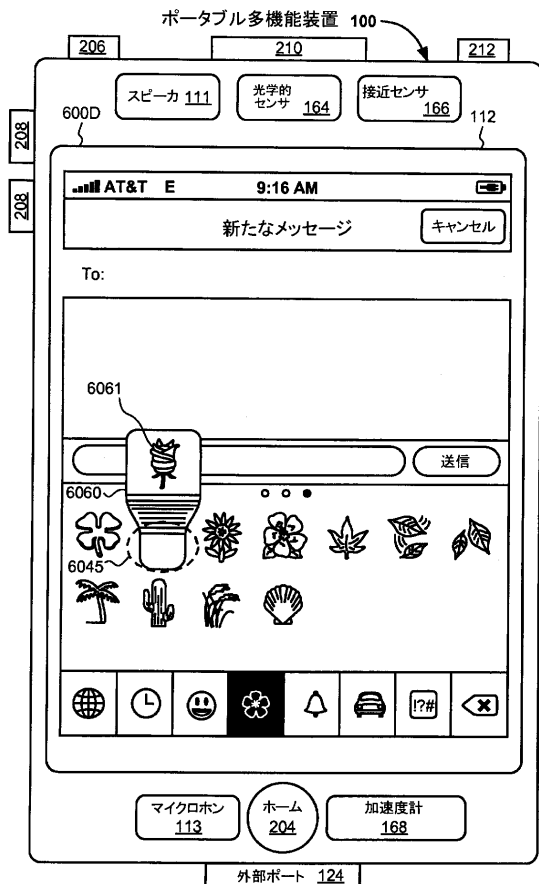 ポータブル多機能装置 100
206
210
212
スピーカ 111
光学的
センサ 164
接近センサ
166
208
208
600D
112
AT&T E 9:16 AM
新たなメッセージ
キャンセル
To:
6061
送信
6060
6045
!?#
マイクロホン
113
ホーム
204
加速度計
168
外部ポート 124